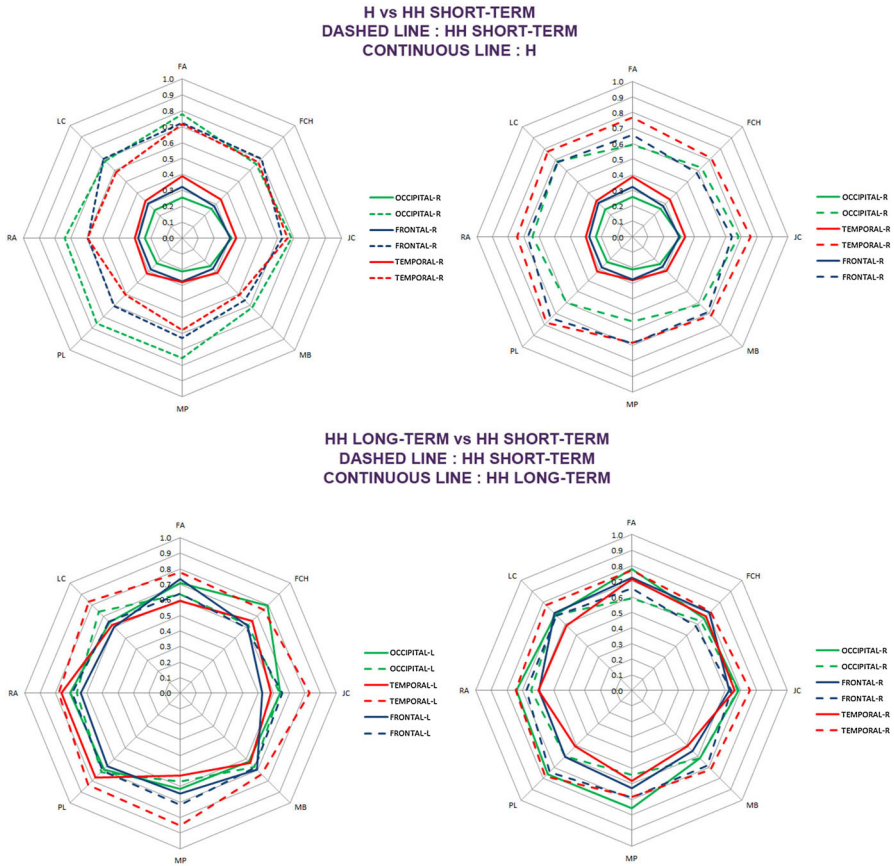 H vs HH SHORT-TERM
DASHED LINE : HH SHORT-TERM
CONTINUOUS LINE : H
FA
1.0
0.9
0.8
0.7
0.6
0.5
0.4
0.3
0.2
0.1
0.0
FCH
JC
MB
MP
PL
RA
LC
OCCIPITAL-R
OCCIPITAL-R
FRONTAL-R
FRONTAL-R
TEMPORAL-R
TEMPORAL-R
FA
1.0
0.9
0.8
0.7
0.6
0.5
0.4
0.3
0.2
0.1
0.0
FCH
JC
MB
MP
PL
RA
LC
OCCIPITAL-R
OCCIPITAL-R
TEMPORAL-R
TEMPORAL-R
FRONTAL-R
FRONTAL-R
HH LONG-TERM vs HH SHORT-TERM
DASHED LINE : HH SHORT-TERM
CONTINUOUS LINE : HH LONG-TERM
FA
1.0
0.9
0.8
0.7
0.6
0.5
0.4
0.3
0.2
0.1
0.0
FCH
JC
MB
MP
PL
RA
LC
OCCIPITAL-L
OCCIPITAL-L
TEMPORAL-L
TEMPORAL-L
FRONTAL-L
FRONTAL-L
FA
1.0
0.9
0.8
0.7
0.6
0.5
0.4
0.3
0.2
0.1
0.0
FCH
JC
MB
MP
PL
RA
LC
OCCIPITAL-R
OCCIPITAL-R
FRONTAL-R
FRONTAL-R
TEMPORAL-R
TEMPORAL-R